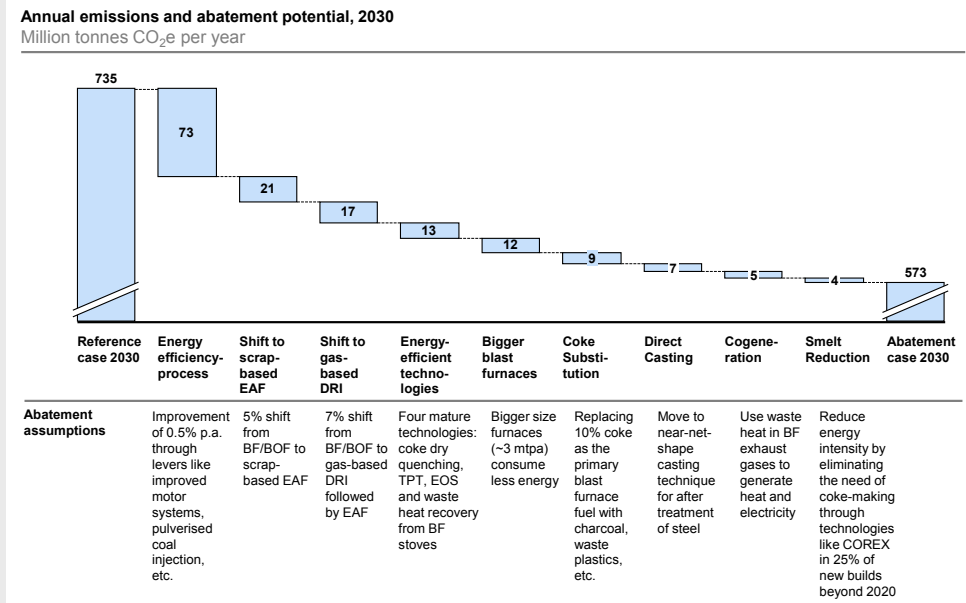 Annual emissions and abatement potential, 2030
Million tonnes CO₂e per year
735
73
21
17
13
12
9
7
5
4
573
Reference
case 2030
Energy
efficiency-
process
Shift to
scrap-
based
EAF
Shift to
gas-
based
DRI
Energy-
efficient
techno-
logies
Bigger
blast
furnaces
Coke
Substi-
tution
Direct
Casting
Cogene-
ration
Smelt
Reduction
Abatement
case 2030
Abatement
assumptions
Improvement
of 0.5% p.a.
through
levers like
improved
motor
systems,
pulverised
coal
injection,
etc.
5% shift
from
BF/BOF to
scrap-
based EAF
7% shift
from
BF/BOF to
gas-based
DRI
followed
by EAF
Four mature
technologies:
coke dry
quenching,
TPT, EOS
and waste
heat recovery
from BF
stoves
Bigger size
furnaces
(~3 mtpa)
consume
less energy
Replacing
10% coke
as the
primary
blast
furnace
fuel with
charcoal,
waste
plastics,
etc.
Move to
near-net-
shape
casting
technique
for after
treatment
of steel
Use waste
heat in BF
exhaust
gases to
generate
heat and
electricity
Reduce
energy
intensity by
eliminating
the need of
coke-making
through
technologies
like COREX
in 25% of
new builds
beyond 2020